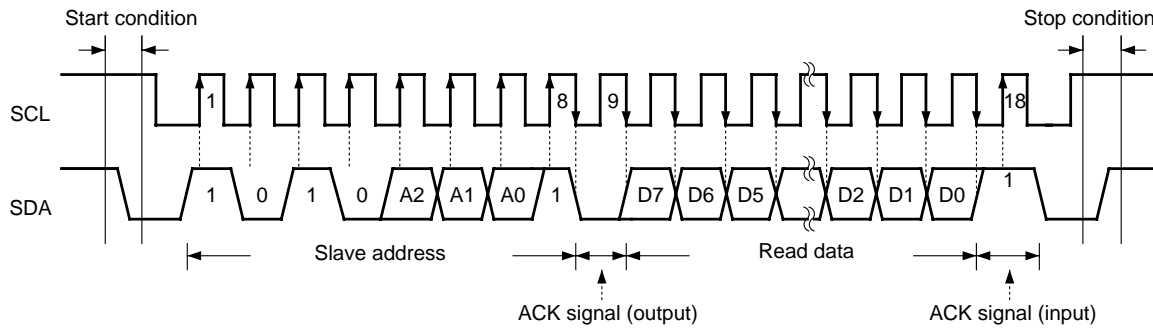 Start condition
Stop condition
SCL
1
8
9
18
SDA
1
0
1
0
A2
A1
A0
1
D7
D6
D5
D2
D1
D0
1
Slave address
Read data
ACK signal (output)
ACK signal (input)